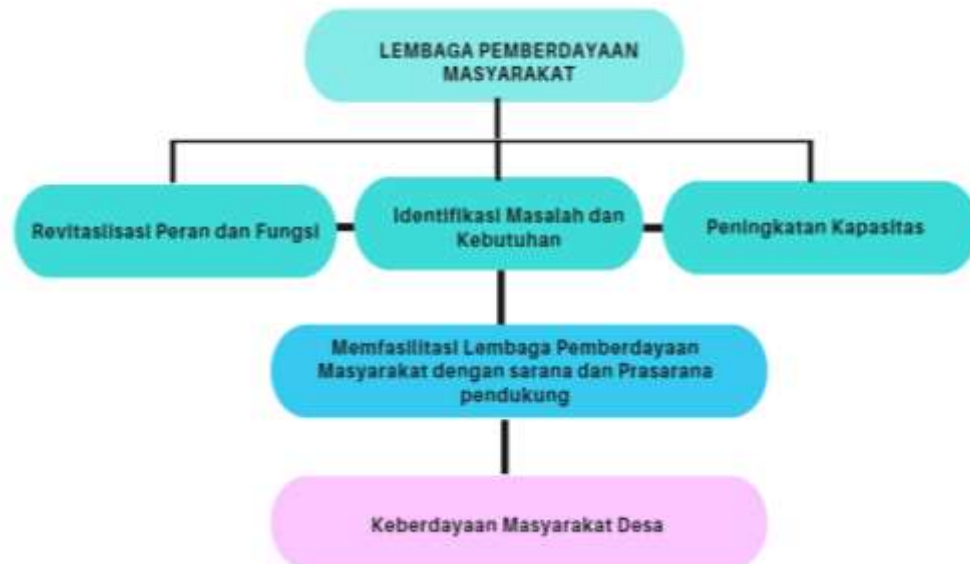 LEMBAGA PEMBERDAYAAN
MASYARAKAT
Revitaslisasi Peran dan Fungsi
Identifikasi Masalah dan
Kebutuhan
Peningkatan Kapasitas
Memfasilitasi Lembaga Pemberdayaan
Masyarakat dengan sarana dan Prasarana
pendukung
Keberdayaan Masyarakat Desa